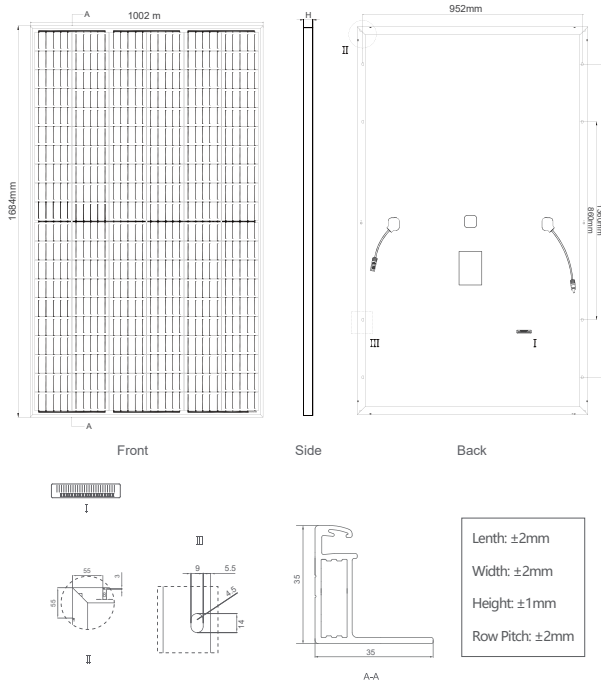 A
1002 m
H
952mm
II
1684mm
860mm
III
I
A
Front
Side
Back
I
55
3
55
II
III
9
5.5
4.5
14
35
35
A-A
Lenth: ±2mm
Width: ±2mm
Height: ±1mm
Row Pitch: ±2mm